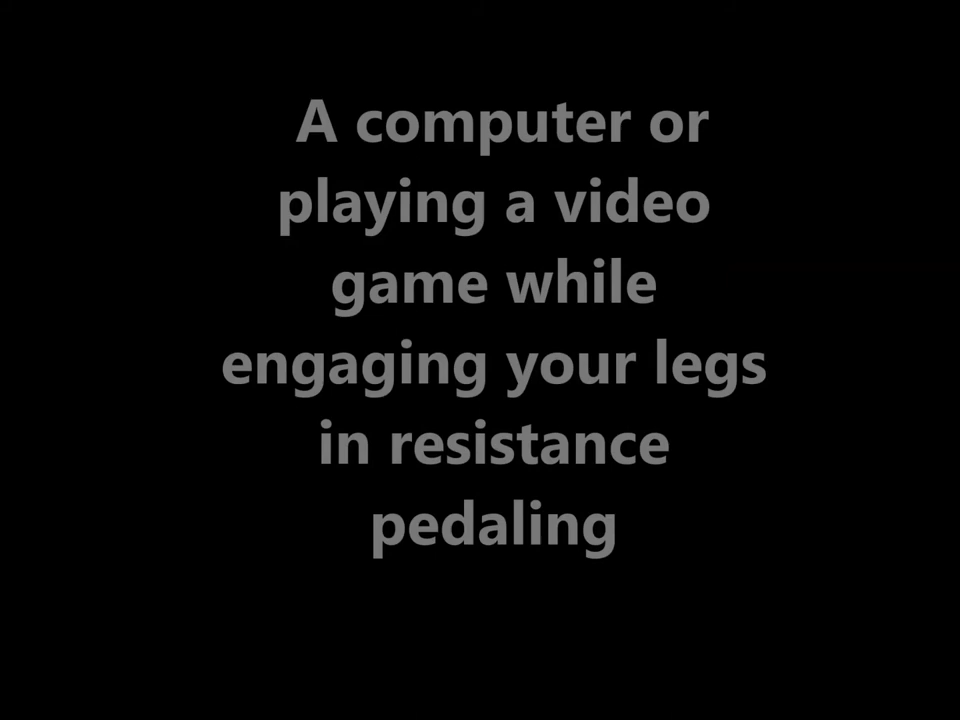 A computer or
playing a video
game while
engaging your legs
in resistance
pedaling